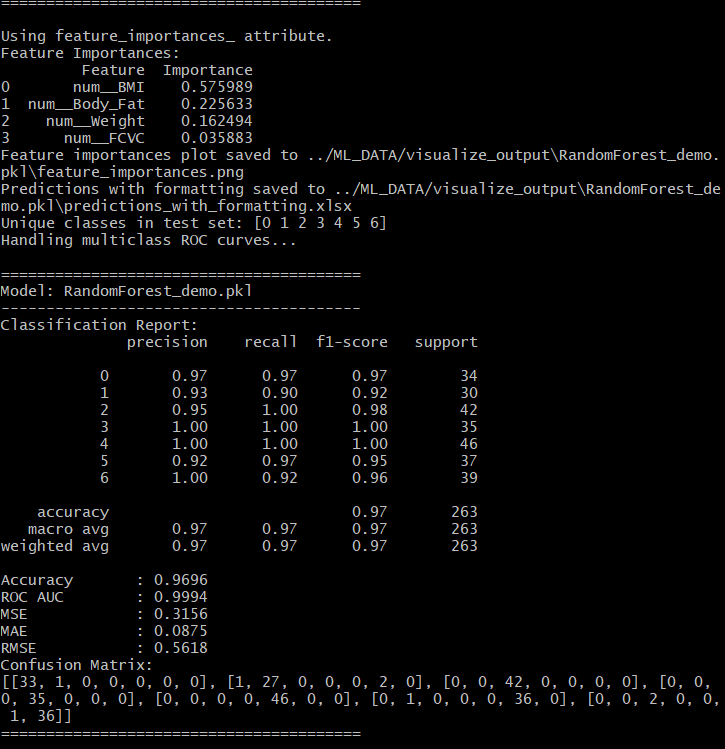 ========================================
Using feature_importances_ attribute.
Feature Importances:
Feature  Importance
0       num__BMI    0.575989
1  num__Body_Fat    0.225633
2    num__Weight    0.162494
3      num__FCVC    0.035883
Feature importances plot saved to ../ML_DATA/visualize_output\RandomForest_demo.
pkl\feature_importances.png
Predictions with formatting saved to ../ML_DATA/visualize_output\RandomForest_de
mo.pkl\predictions_with_formatting.xlsx
Unique classes in test set: [0 1 2 3 4 5 6]
Handling multiclass ROC curves...
========================================
Model: RandomForest_demo.pkl
----------------------------------------
Classification Report:
precision    recall  f1-score   support
0       0.97      0.97      0.97        34
1       0.93      0.90      0.92        30
2       0.95      1.00      0.98        42
3       1.00      1.00      1.00        35
4       1.00      1.00      1.00        46
5       0.92      0.97      0.95        37
6       1.00      0.92      0.96        39
accuracy                           0.97       263
macro avg       0.97      0.97      0.97       263
weighted avg       0.97      0.97      0.97       263
Accuracy       : 0.9696
ROC AUC        : 0.9994
MSE            : 0.3156
MAE            : 0.0875
RMSE           : 0.5618
Confusion Matrix:
[[33, 1, 0, 0, 0, 0, 0], [1, 27, 0, 0, 0, 2, 0], [0, 0, 42, 0, 0, 0, 0], [0, 0,
0, 35, 0, 0, 0], [0, 0, 0, 0, 46, 0, 0], [0, 1, 0, 0, 0, 36, 0], [0, 0, 2, 0, 0,
1, 36]]
========================================